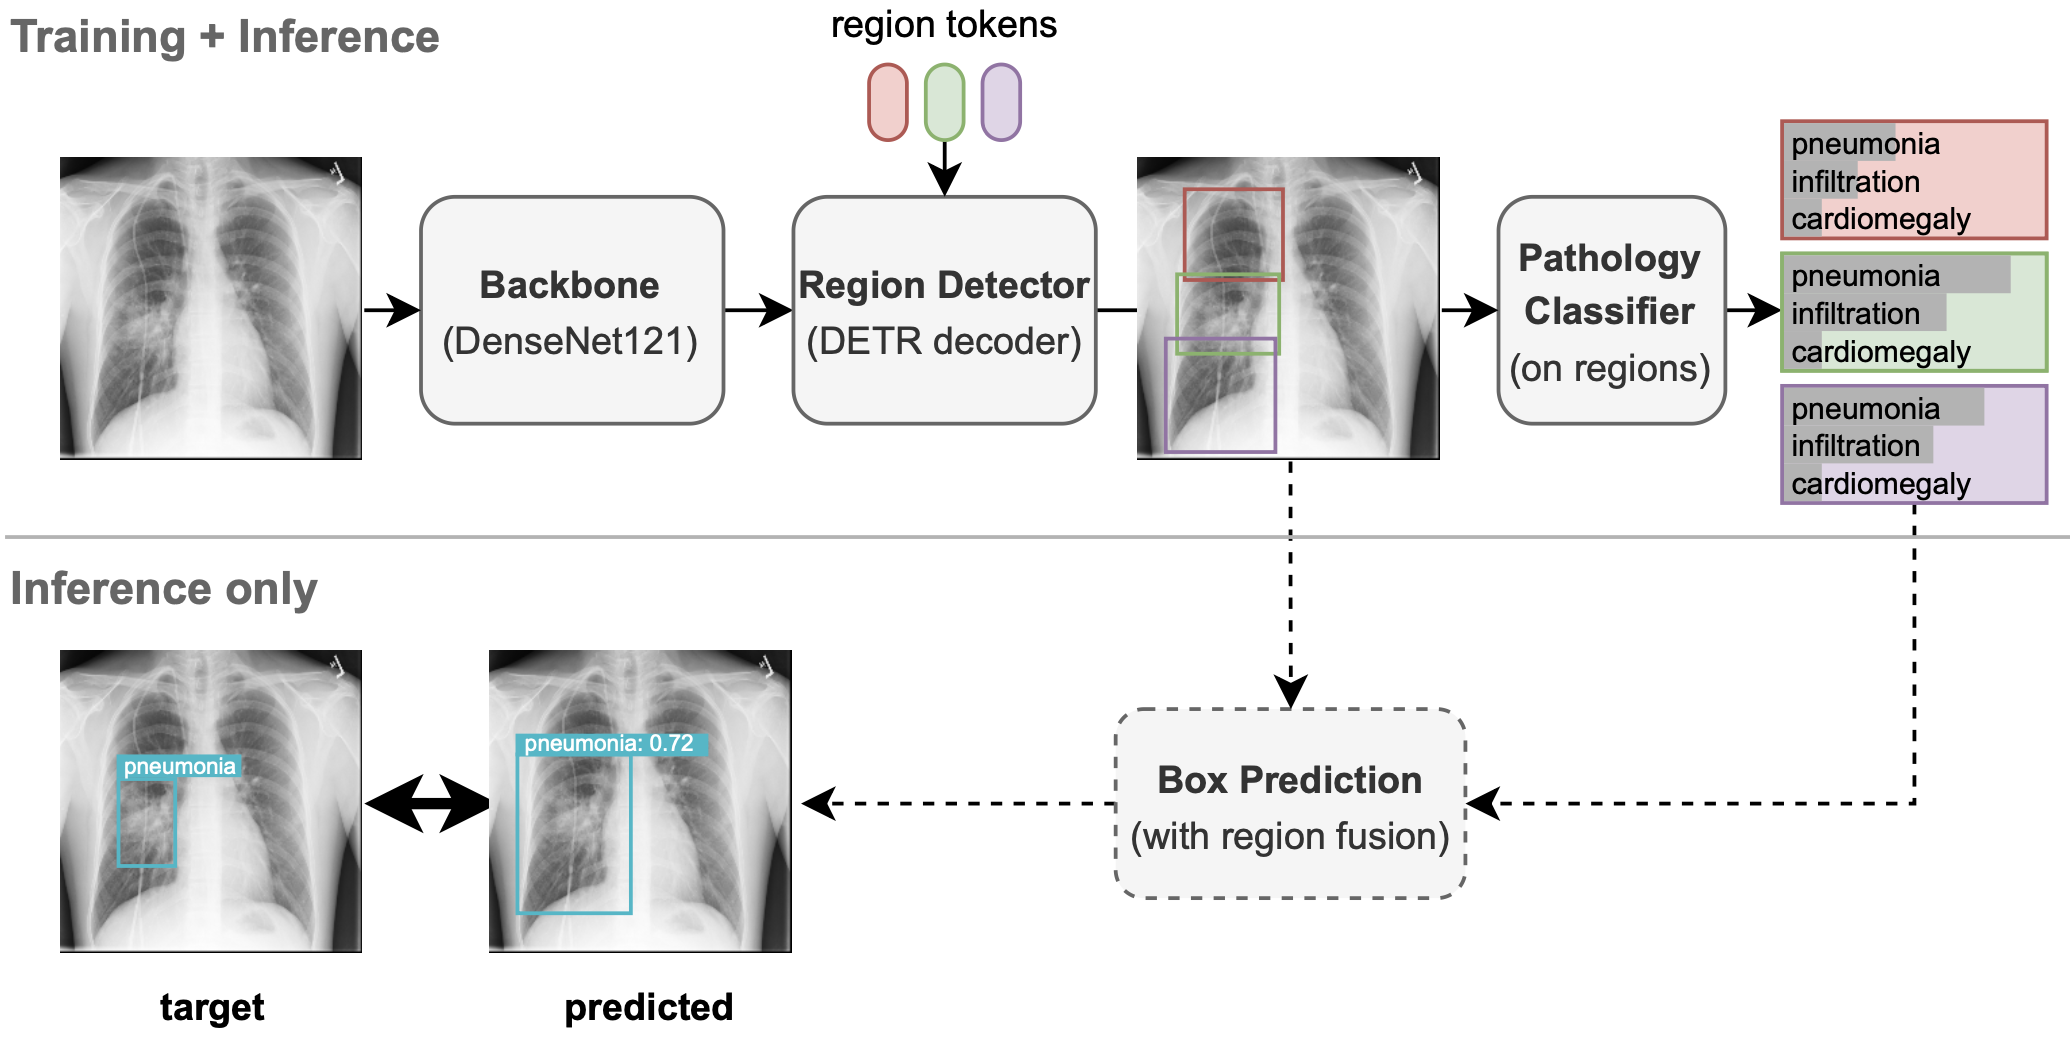 Training + Inference
region tokens
Backbone
(DenseNet121)
Region Detector
(DETR decoder)
Pathology
Classifier
(on regions)
pneumonia
infiltration
cardiomegaly
pneumonia
infiltration
cardiomegaly
pneumonia
infiltration
cardiomegaly
Inference only
pneumonia
pneumonia: 0.72
Box Prediction
(with region fusion)
target
predicted